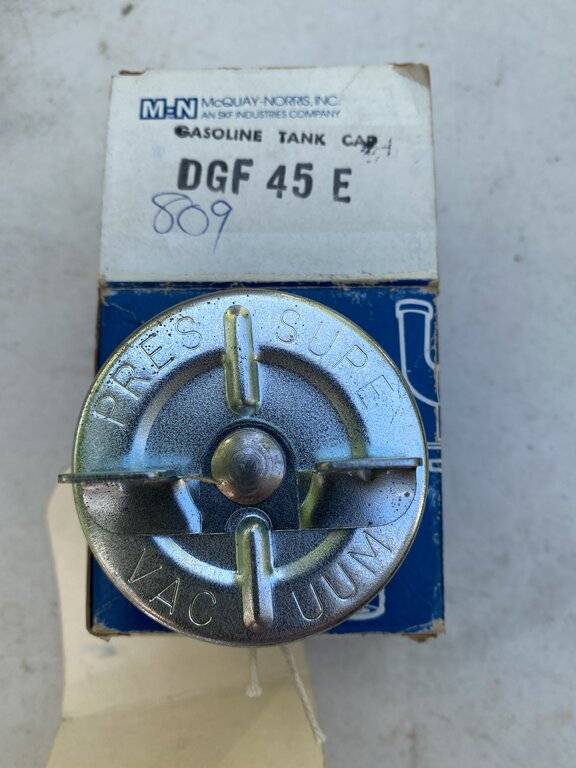 M-N McQUAY-NORRIS, INC.
AN SKF INDUSTRIES COMPANY
GASOLINE TANK CAP
DGF 45 E
809
PRES SURE
VAC UUM